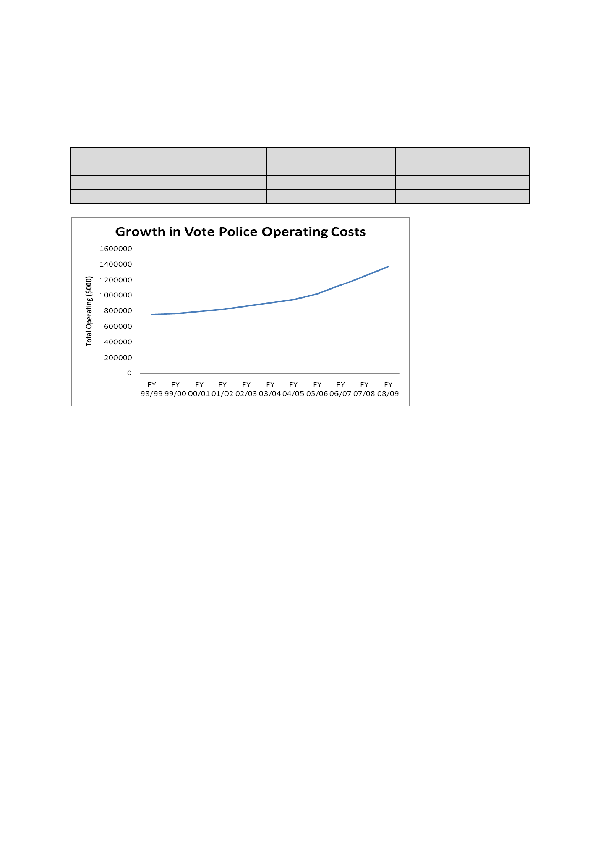 Growth in Vote Police Operating Costs
Total Operating ($000)
1600000
1400000
1200000
1000000
800000
600000
400000
200000
0
FY FY FY FY FY FY FY FY FY FY FY
98/99 99/00 00/01 01/02 02/03 03/04 04/05 05/06 06/07 07/08 08/09